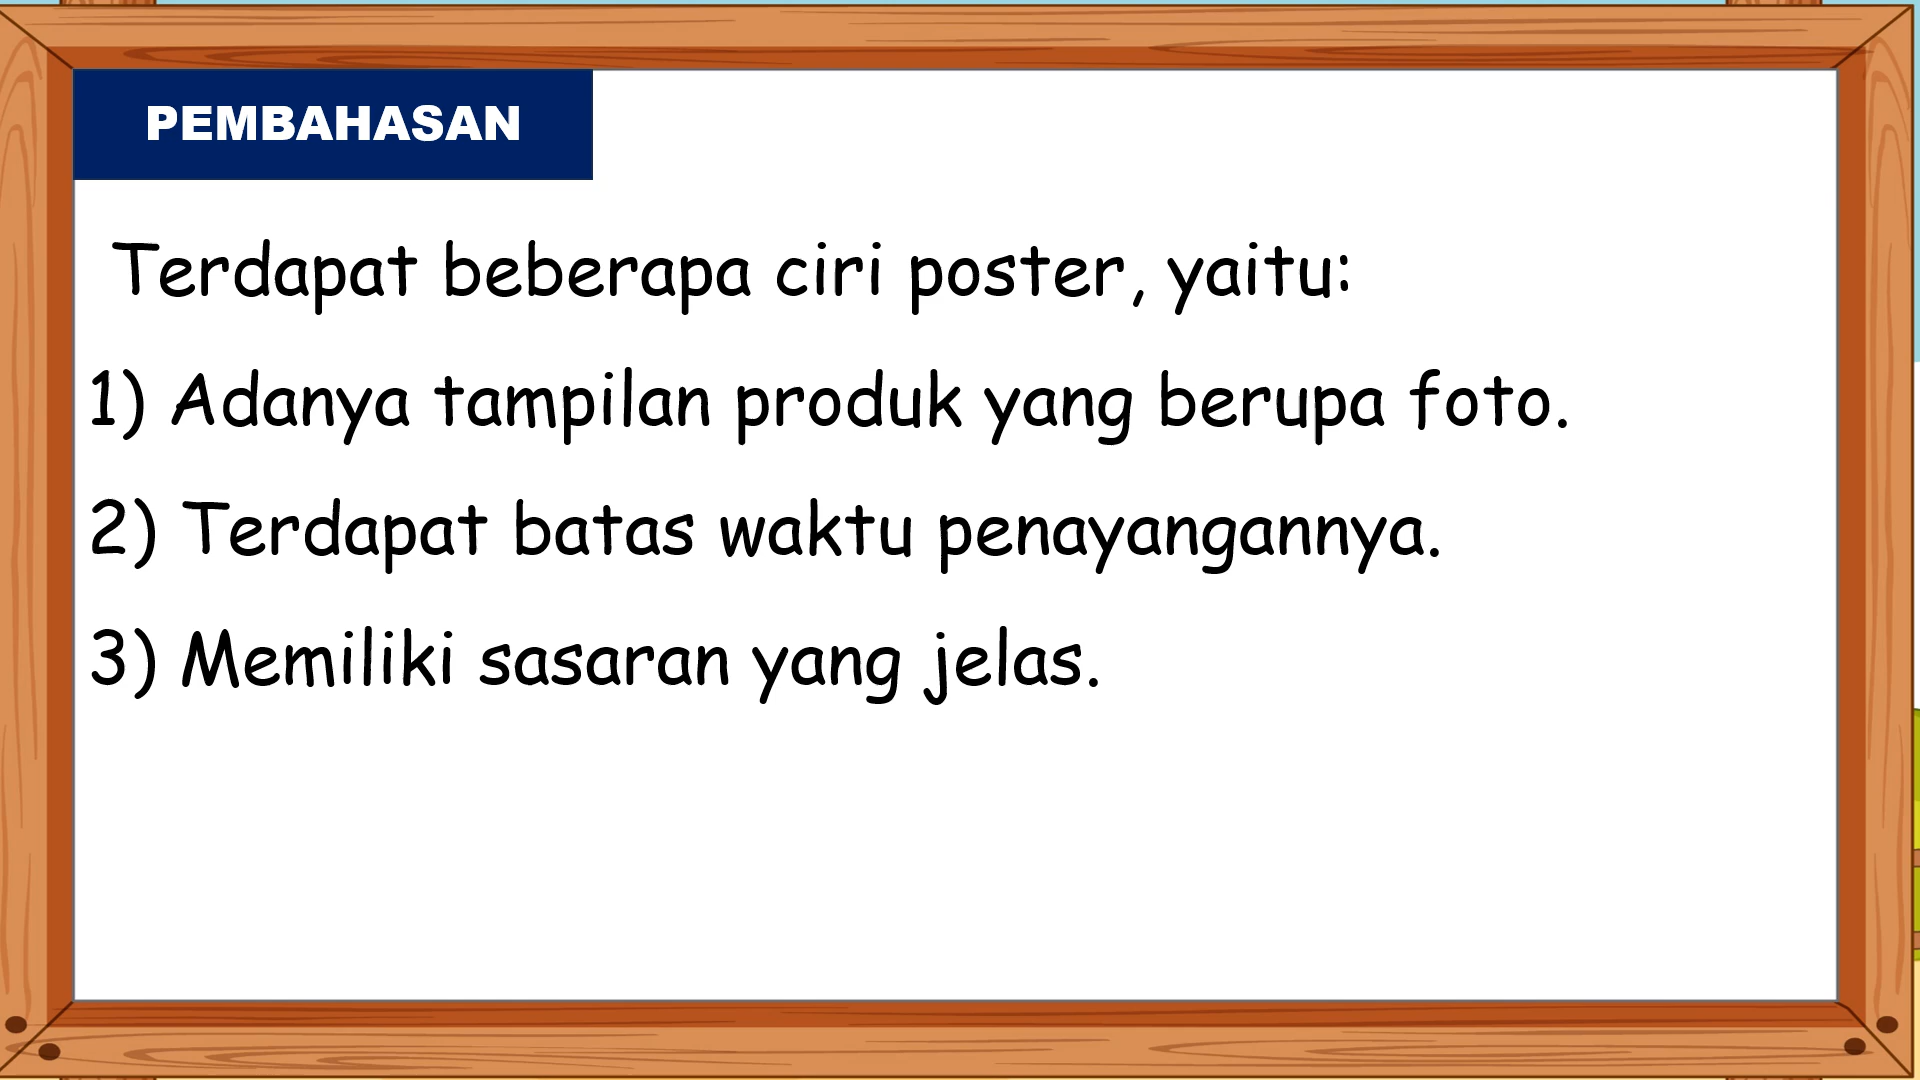 PEMBAHASAN
Terdapat beberapa ciri poster, yaitu:
1) Adanya tampilan produk yang berupa foto.
2) Terdapat batas waktu penayangannya.
3) Memiliki sasaran yang jelas.